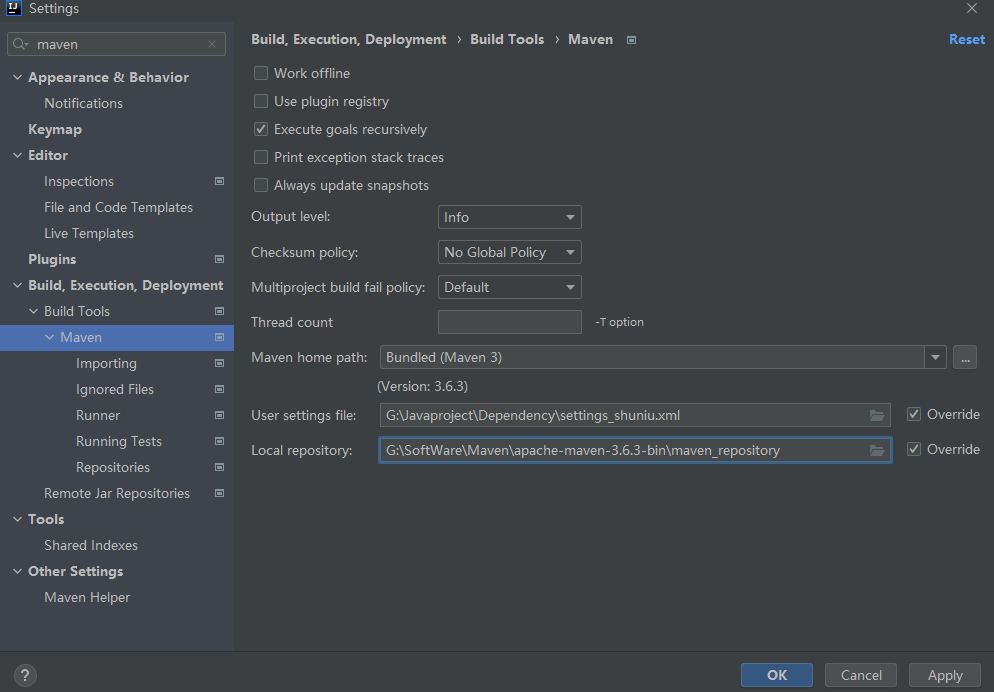 Settings
maven
Appearance & Behavior
Notifications
Keymap
Editor
Inspections
File and Code Templates
Live Templates
Plugins
Build, Execution, Deployment
Build Tools
Maven
Importing
Ignored Files
Runner
Running Tests
Repositories
Remote Jar Repositories
Tools
Shared Indexes
Other Settings
Maven Helper
Build, Execution, Deployment › Build Tools › Maven
Reset
Work offline
Use plugin registry
Execute goals recursively
Print exception stack traces
Always update snapshots
Output level: Info
Checksum policy: No Global Policy
Multiproject build fail policy: Default
Thread count -T option
Maven home path: Bundled (Maven 3) ...
(Version: 3.6.3)
User settings file: G:\Javaproject\Dependency\settings_shuniu.xml Override
Local repository: G:\SoftWare\Maven\apache-maven-3.6.3-bin\maven_repository Override
? OK Cancel Apply